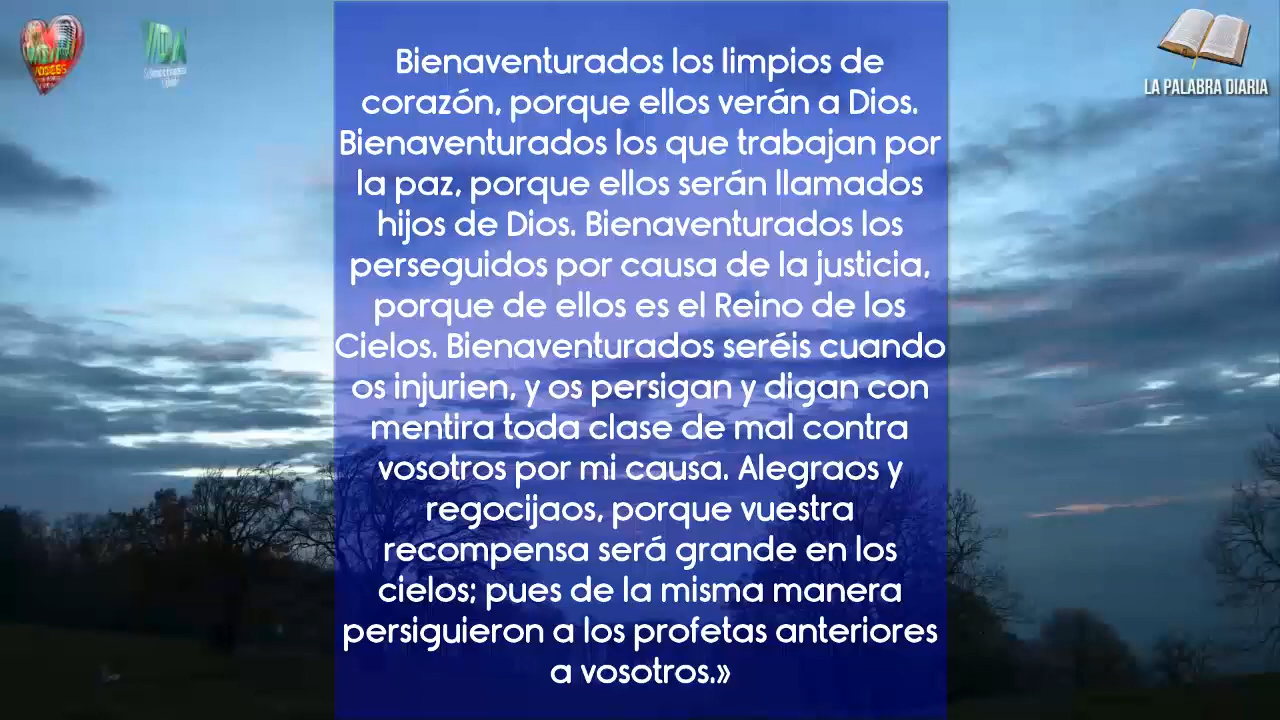 VOCES
VIDA
LA PALABRA DIARIA
Bienaventurados los limpios de
corazón, porque ellos verán a Dios.
Bienaventurados los que trabajan por
la paz, porque ellos serán llamados
hijos de Dios. Bienaventurados los
perseguidos por causa de la justicia,
porque de ellos es el Reino de los
Cielos. Bienaventurados seréis cuando
os injurien, y os persigan y digan con
mentira toda clase de mal contra
vosotros por mi causa. Alegraos y
regocijaos, porque vuestra
recompensa será grande en los
cielos; pues de la misma manera
persiguieron a los profetas anteriores
a vosotros.»